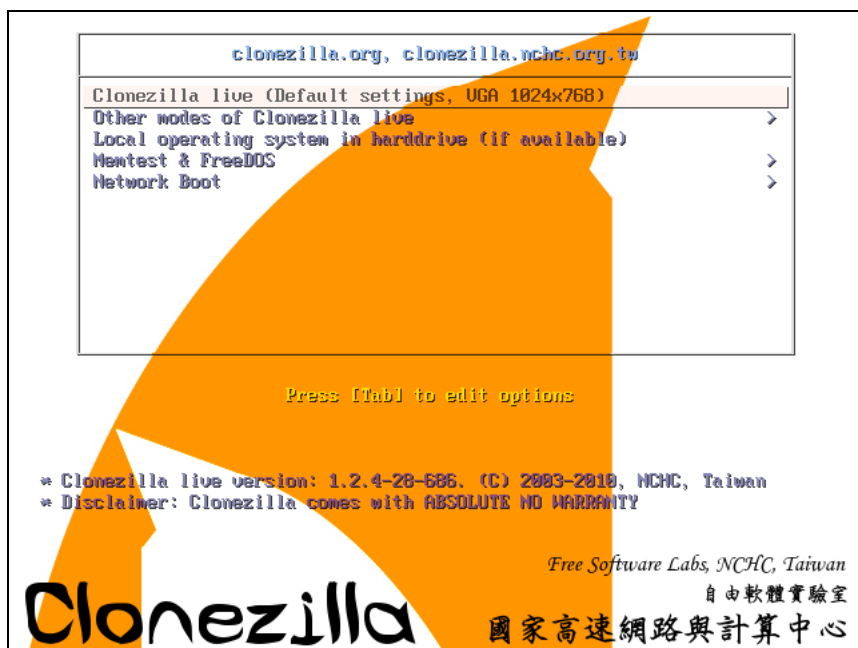 clonezilla.org, clonezilla.nchc.org.tw
Clonezilla live (Default settings, VGA 1024x768)
Other modes of Clonezilla live >
Local operating system in harddrive (if available)
Memtest & FreeDOS >
Network Boot >
Press [Tab] to edit options
* Clonezilla live version: 1.2.4-28-686. (C) 2003-2010, NCHC, Taiwan
* Disclaimer: Clonezilla comes with ABSOLUTE NO WARRANTY
Free Software Labs, NCHC, Taiwan
自由軟體實驗室
Clonezilla
國家高速網路與計算中心